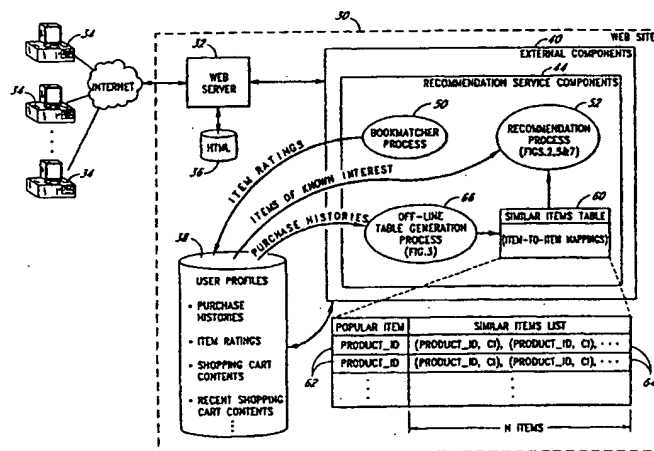 30
WEB SITE
34
32
40
EXTERNAL COMPONENTS
44
RECOMMENDATION SERVICE COMPONENTS
INTERNET
WEB
SERVER
34
50
BOOKMATCHER
PROCESS
52
RECOMMENDATION
PROCESS
(FIGS.2,5&7)
HTML
36
34
ITEM RATINGS
ITEMS OF KNOWN INTEREST
PURCHASE HISTORIES
66
OFF-LINE
TABLE GENERATION
PROCESS
(FIG.3)
60
SIMILAR ITEMS TABLE
(ITEM-TO-ITEM MAPPINGS)
38
USER PROFILES
• PURCHASE
HISTORIES
• ITEM RATINGS
• SHOPPING CART
CONTENTS
• RECENT SHOPPING
CART CONTENTS
POPULAR ITEM SIMILAR ITEMS LIST
PRODUCT_ID (PRODUCT_ID, CI), (PRODUCT_ID, CI), ···
PRODUCT_ID (PRODUCT_ID, CI), (PRODUCT_ID, CI), ···
62
64
N ITEMS